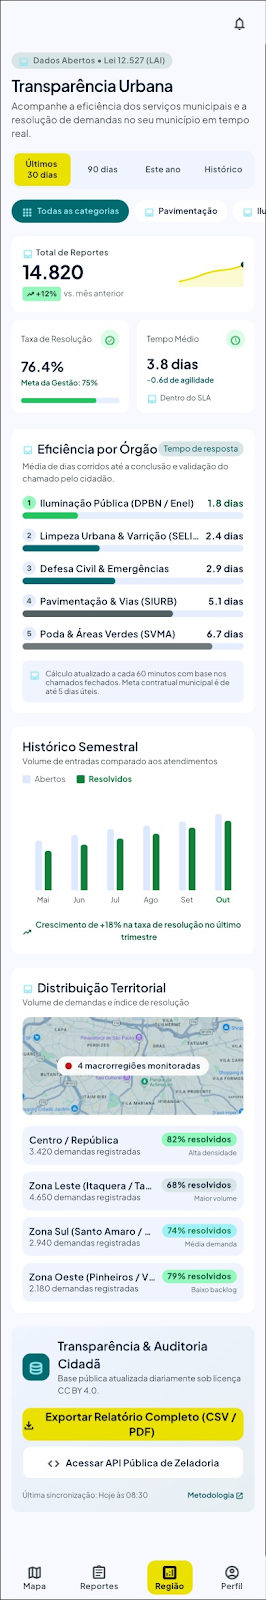 Dados Abertos • Lei 12.527 (LAI)
Transparência Urbana
Acompanhe a eficiência dos serviços municipais e a
resolução de demandas no seu município em tempo
real.
Últimos
30 dias
90 dias
Este ano
Histórico
Todas as categorias
Pavimentação
Ilu
Total de Reportes
14.820
+12% vs. mês anterior
Taxa de Resolução
76.4%
Meta da Gestão: 75%
Tempo Médio
3.8 dias
-0.6d de agilidade
Dentro do SLA
Eficiência por Órgão
Tempo de resposta
Média de dias corridos até a conclusão e validação do
chamado pelo cidadão.
1 Iluminação Pública (DPBN / Enel) 1.8 dias
2 Limpeza Urbana & Varrição (SELI... 2.4 dias
3 Defesa Civil & Emergências 2.9 dias
4 Pavimentação & Vias (SIURB) 5.1 dias
5 Poda & Áreas Verdes (SVMA) 6.7 dias
Cálculo atualizado a cada 60 minutos com base nos
chamados fechados. Meta contratual municipal é de
até 5 dias úteis.
Histórico Semestral
Volume de entradas comparado aos atendimentos
Abertos
Resolvidos
Mai Jun Jul Ago Set Out
Crescimento de +18% na taxa de resolução no último
trimestre
Distribuição Territorial
Volume de demandas e índice de resolução
LAPA
TATUAPÉ
4 macrorregiões monitoradas
VILA MARIANA
IPIRANGA
Centro / República
82% resolvidos
3.420 demandas registradas
Alta densidade
Zona Leste (Itaquera / Ta...
68% resolvidos
4.650 demandas registradas
Maior volume
Zona Sul (Santo Amaro / ...
74% resolvidos
2.940 demandas registradas
Média demanda
Zona Oeste (Pinheiros / V...
79% resolvidos
2.180 demandas registradas
Baixo backlog
Transparência & Auditoria
Cidadã
Base pública atualizada diariamente sob licença
CC BY 4.0.
Exportar Relatório Completo (CSV /
PDF)
Acessar API Pública de Zeladoria
Última sincronização: Hoje às 08:30
Metodologia
Mapa
Reportes
Região
Perfil